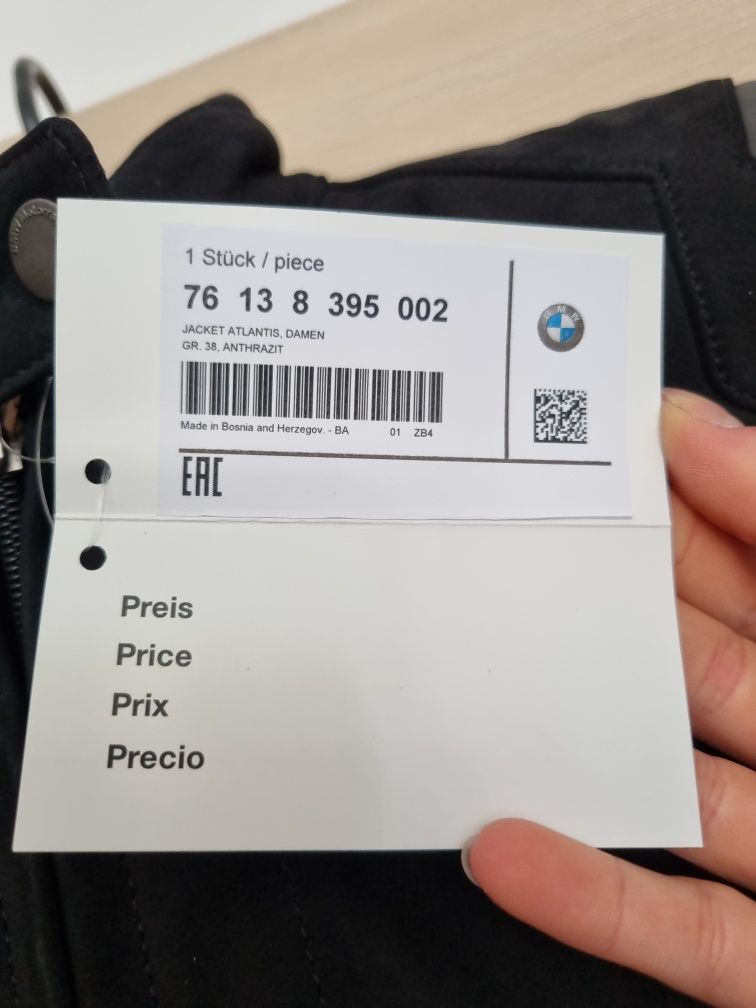 1 Stück / piece
76 13 8 395 002
JACKET ATLANTIS, DAMEN
GR. 38, ANTHRAZIT
Made in Bosnia and Herzegov. - BA 01 ZB4
BMW
EAC
Preis
Price
Prix
Precio